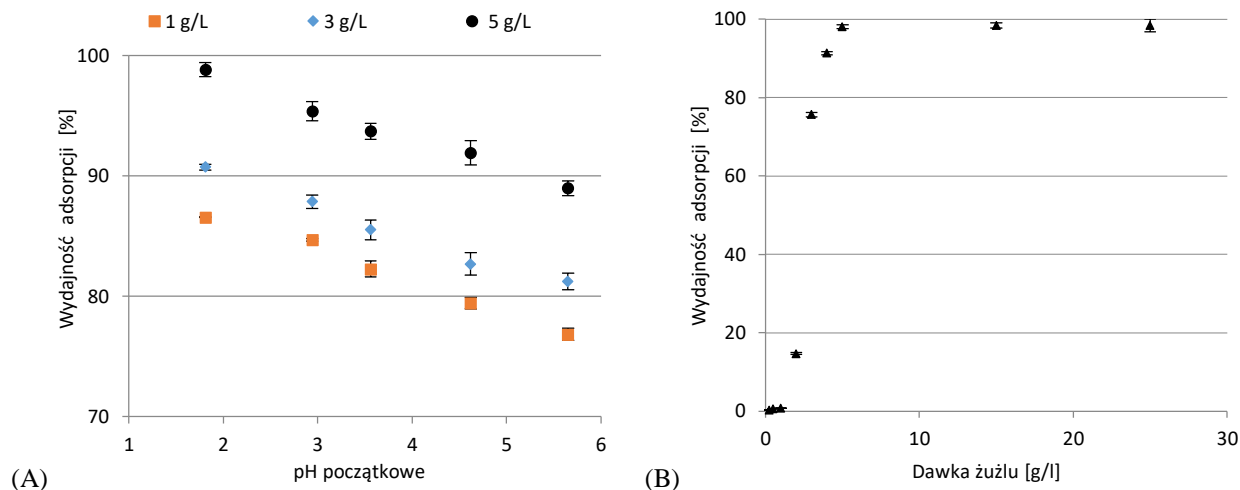 1 g/L 3 g/L 5 g/L
100
90
80
70
1 2 3 4 5 6
Wydajność adsorpcji [%]
pH początkowe
(A)
100
80
60
40
20
0
0 10 20 30
Wydajność adsorpcji [%]
Dawka żużlu [g/l]
(B)